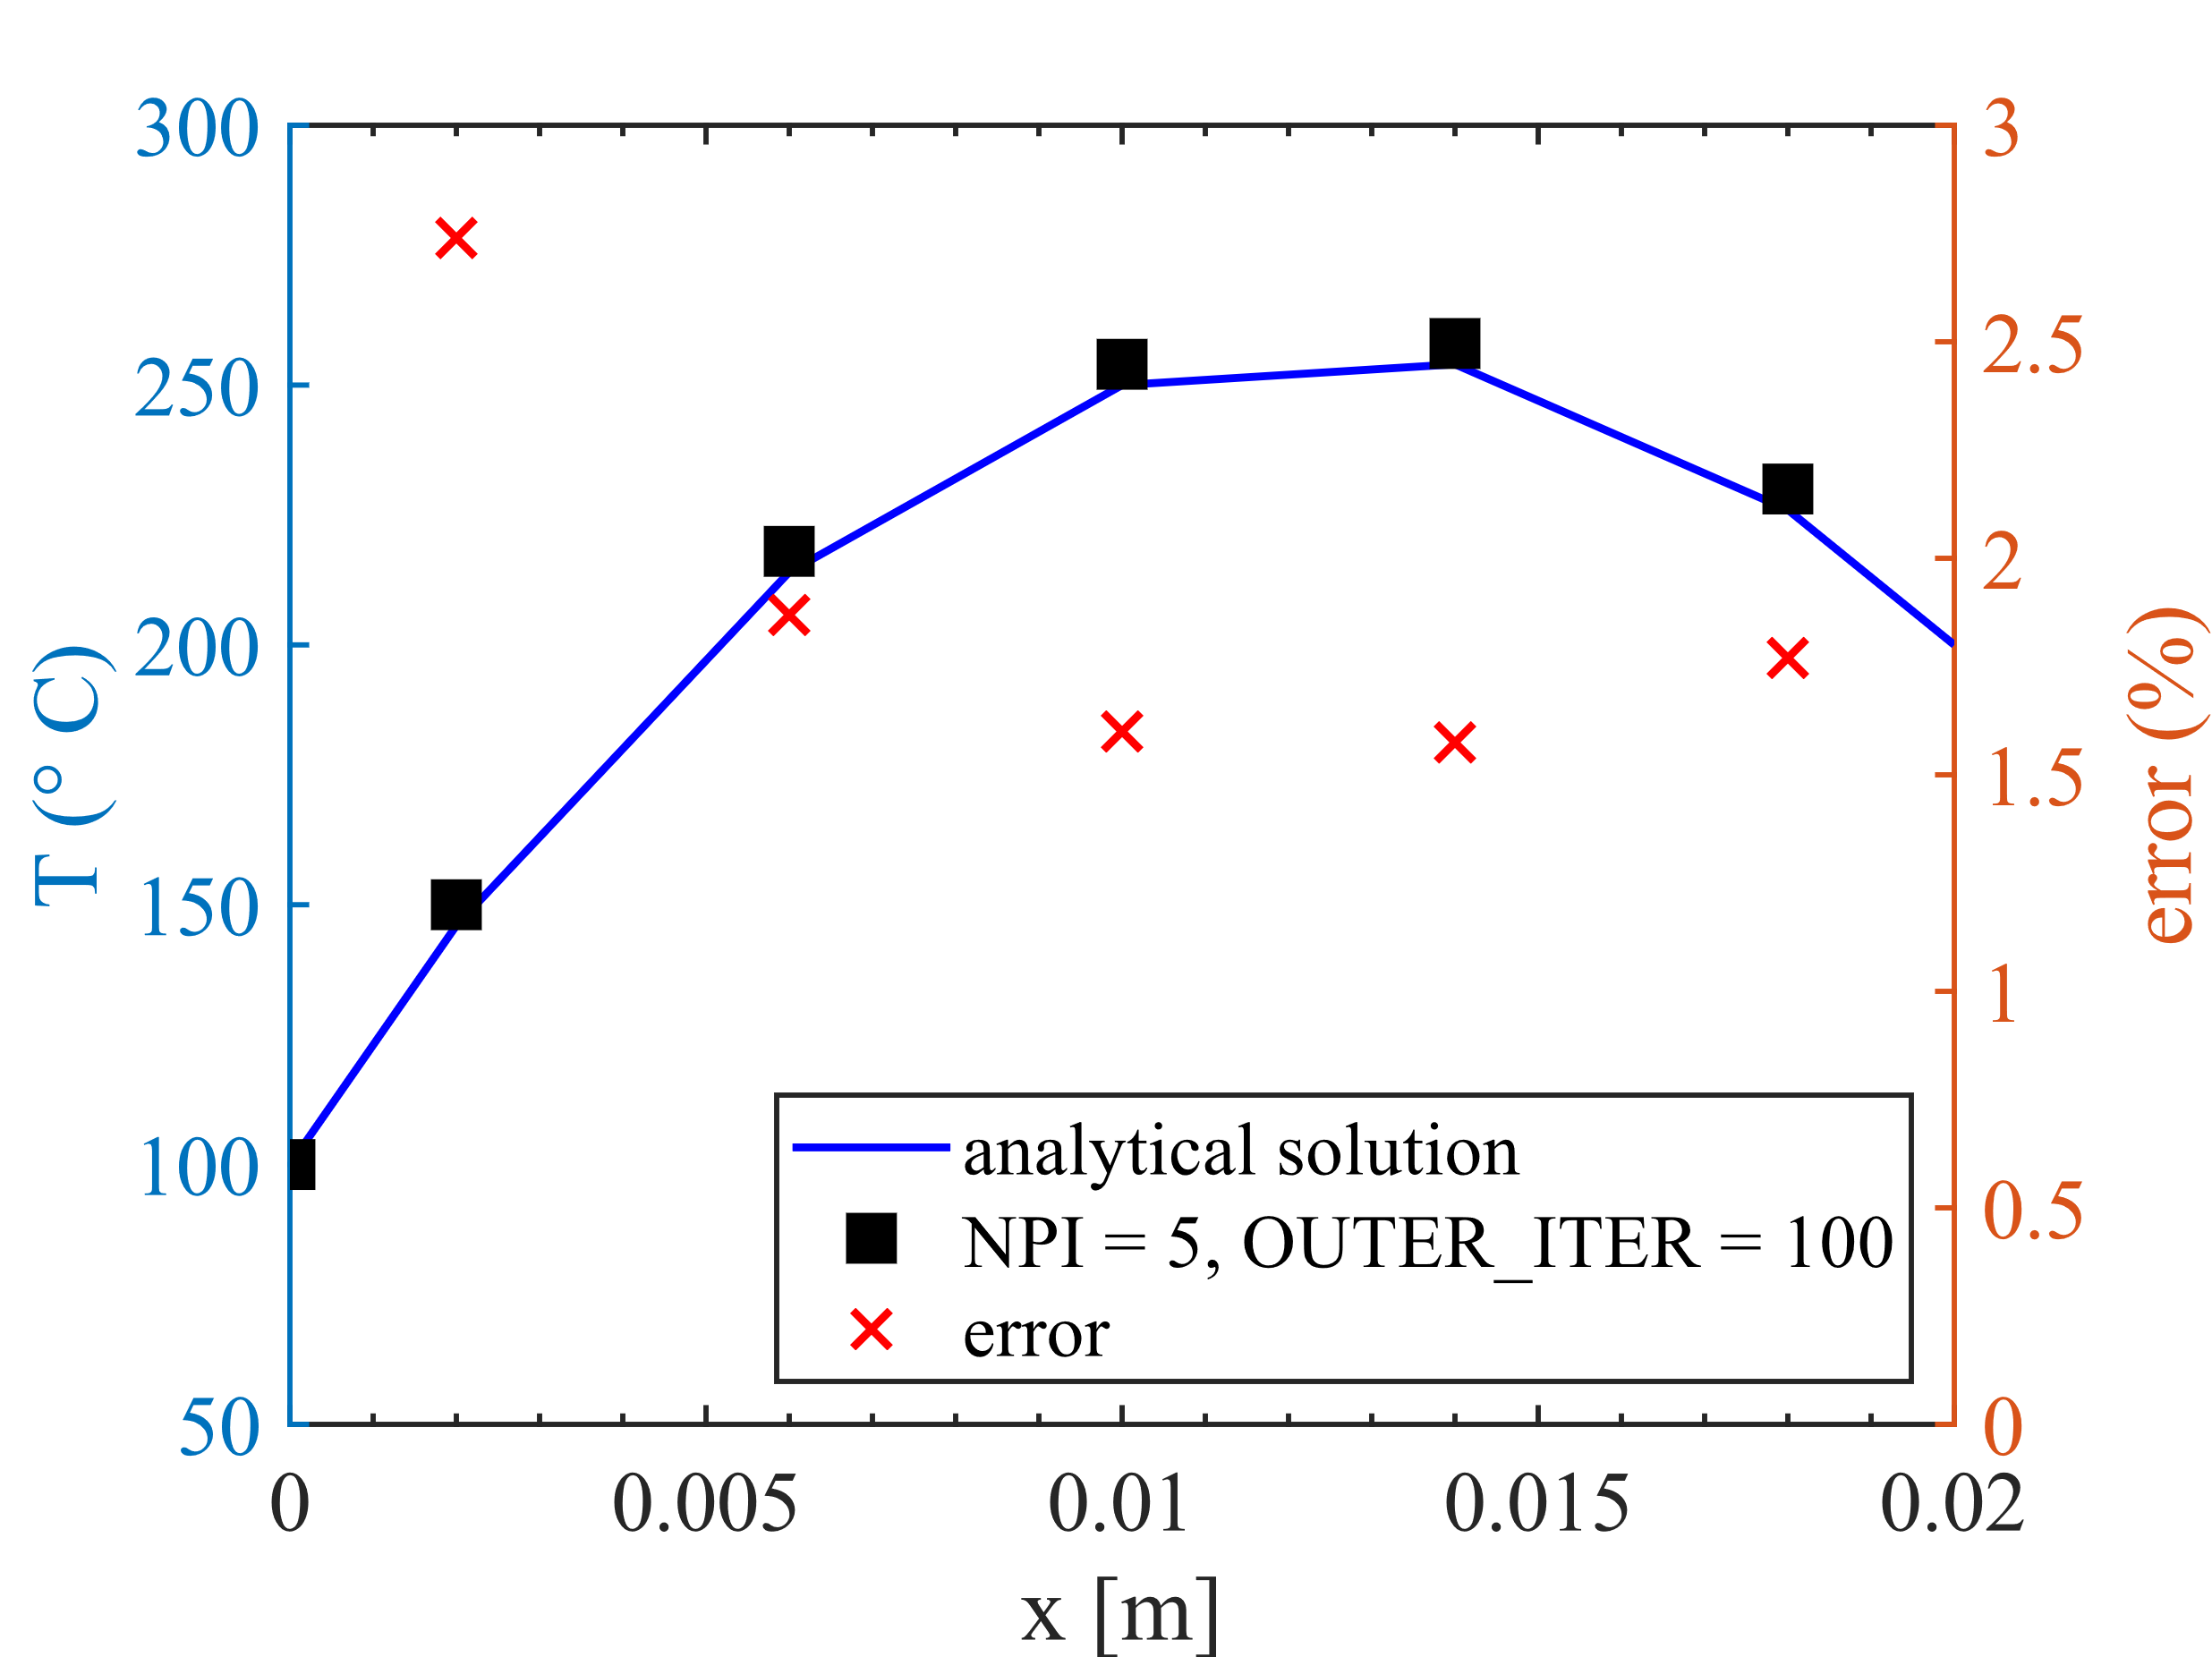 300
250
200
150
100
50
T (° C)
3
2.5
2
1.5
1
0.5
0
error (%)
analytical solution
NPI = 5, OUTER_ITER = 100
error
0 0.005 0.01 0.015 0.02
x [m]